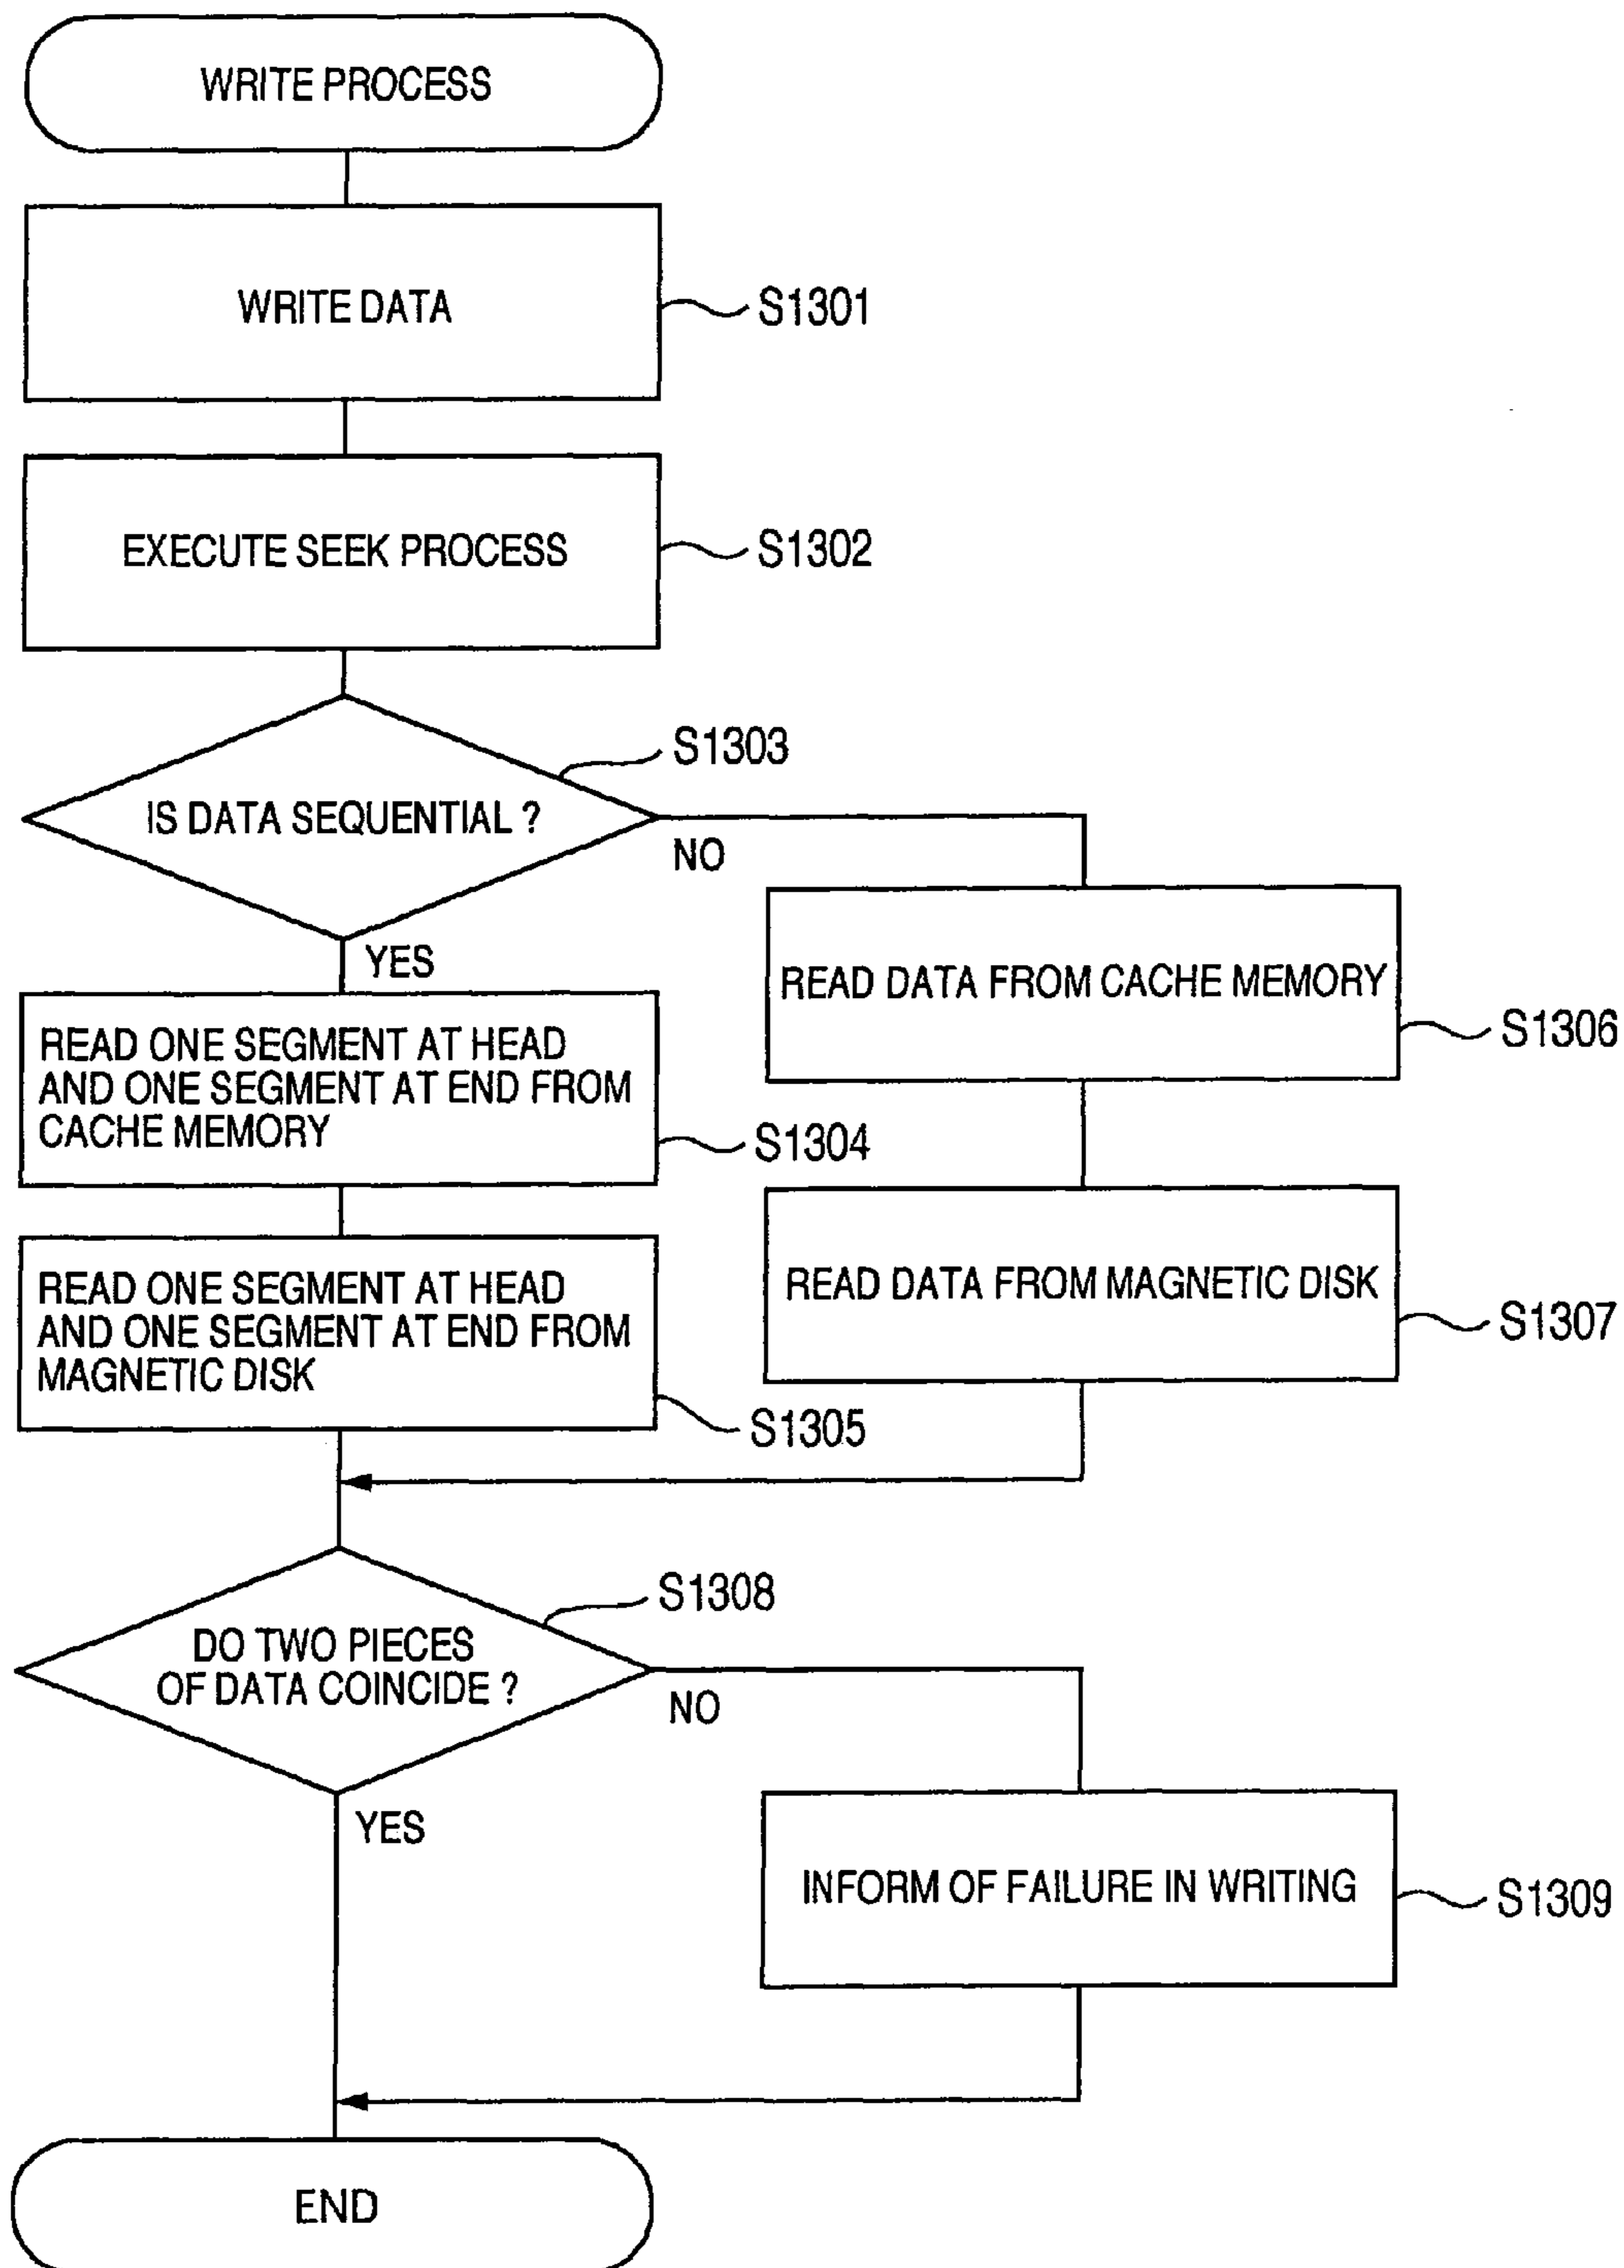 WRITE PROCESS
WRITE DATA
S1301
EXECUTE SEEK PROCESS
S1302
S1303
IS DATA SEQUENTIAL ?
NO
YES
READ ONE SEGMENT AT HEAD
AND ONE SEGMENT AT END FROM
CACHE MEMORY
S1304
READ DATA FROM CACHE MEMORY
S1306
READ ONE SEGMENT AT HEAD
AND ONE SEGMENT AT END FROM
MAGNETIC DISK
S1305
READ DATA FROM MAGNETIC DISK
S1307
S1308
DO TWO PIECES
OF DATA COINCIDE ?
NO
YES
INFORM OF FAILURE IN WRITING
S1309
END